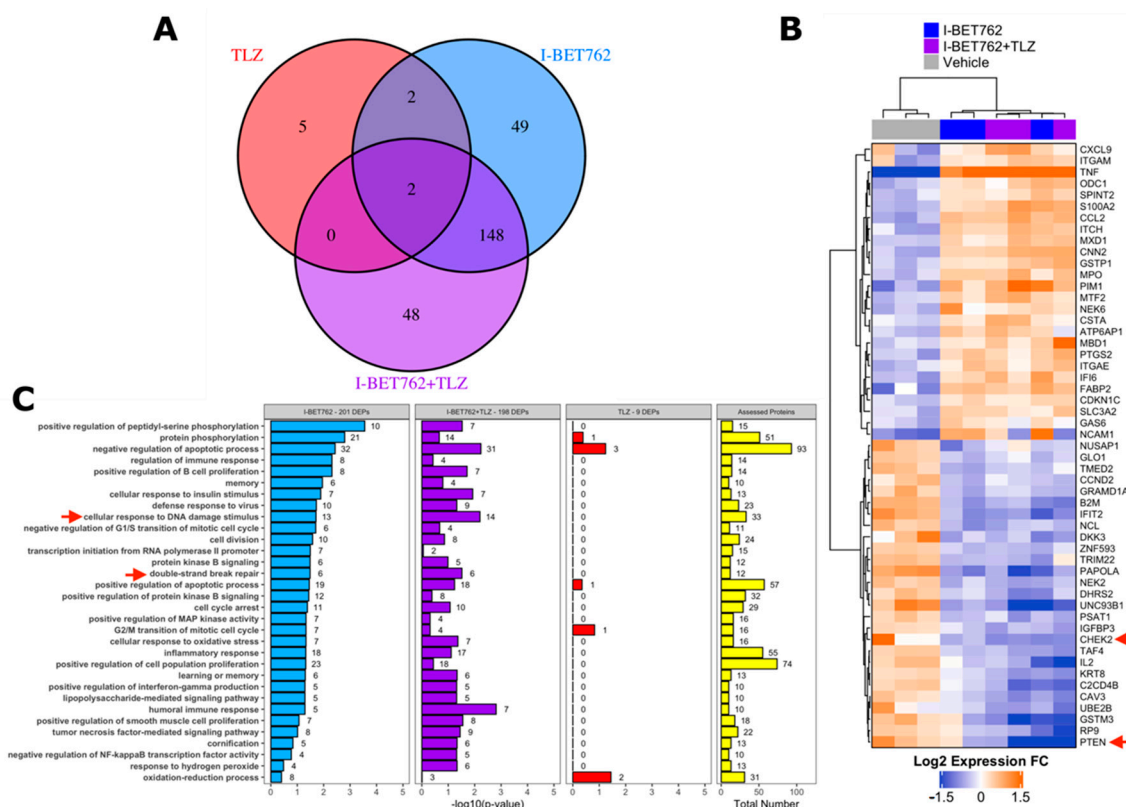 A
TLZ
I-BET762
2
5
49
2
0
148
48
I-BET762+TLZ
B
I-BET762
I-BET762+TLZ
Vehicle
CXCL9
ITGAM
TNF
ODC1
SPINT2
S100A2
CCL2
ITCH
MXD1
CNN2
GSTP1
MPO
PIM1
MTF2
NEK6
CSTA
ATP6AP1
MBD1
PTGS2
ITGAE
IFI6
FABP2
CDKN1C
SLC3A2
GAS6
NCAM1
NUSAP1
GLO1
TMED2
CCND2
GRAMD1A
B2M
IFIT2
NCL
DKK3
ZNF593
TRIM22
PAPOLA
NEK2
DHRS2
UNC93B1
PSAT1
IGFBP3
CHEK2
TAF4
IL2
KRT8
C2CD4B
CAV3
UBE2B
GSTM3
RP9
PTEN
Log2 Expression FC
-1.5 0 1.5
C
I-BET762 - 201 DEPs I-BET762+TLZ - 198 DEPs TLZ - 9 DEPs Assessed Proteins
positive regulation of peptidyl-serine phosphorylation 10 7 0 15
protein phosphorylation 21 14 1 51
negative regulation of apoptotic process 32 31 3 93
regulation of immune response 8 4 0 14
positive regulation of B cell proliferation 8 7 0 14
memory 6 4 0 10
cellular response to insulin stimulus 7 7 0 13
defense response to virus 10 9 0 23
cellular response to DNA damage stimulus 13 14 0 33
negative regulation of G1/S transition of mitotic cell cycle 6 4 0 11
cell division 10 8 0 24
transcription initiation from RNA polymerase II promoter 7 2 0 15
protein kinase B signaling 6 5 0 12
double-strand break repair 6 6 0 12
positive regulation of apoptotic process 19 18 1 57
positive regulation of protein kinase B signaling 12 8 0 32
cell cycle arrest 11 10 0 29
positive regulation of MAP kinase activity 7 4 0 16
G2/M transition of mitotic cell cycle 7 4 1 16
cellular response to oxidative stress 7 7 0 16
inflammatory response 18 17 0 55
positive regulation of cell population proliferation 23 18 0 74
learning or memory 6 6 0 13
positive regulation of interferon-gamma production 5 5 0 10
lipopolysaccharide-mediated signaling pathway 5 5 0 10
humoral immune response 5 7 0 10
positive regulation of smooth muscle cell proliferation 7 8 0 18
tumor necrosis factor-mediated signaling pathway 8 9 0 22
cornification 5 6 0 13
negative regulation of NF-kappaB transcription factor activity 4 5 0 10
response to hydrogen peroxide 4 6 0 13
oxidation-reduction process 8 3 2 31
0 1 2 3 4 5 0 1 2 3 4 5 0 1 2 3 4 5 0 50 100
-log10(p-value) Total Number